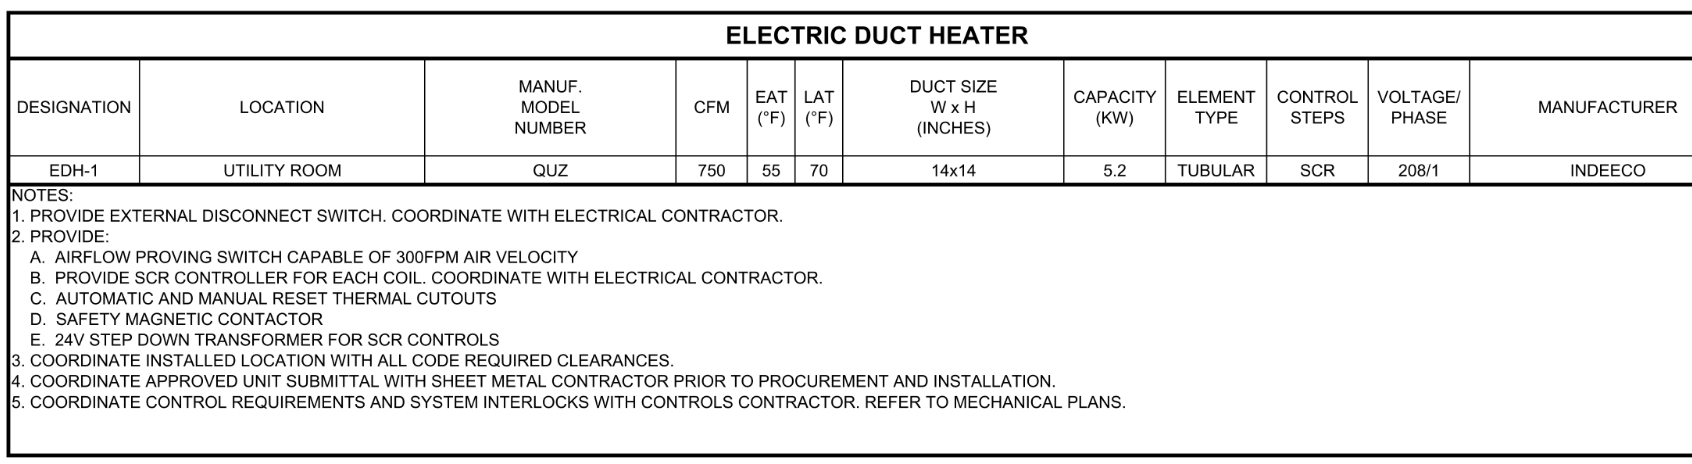 ELECTRIC DUCT HEATER
DESIGNATION
LOCATION
MANUF.
MODEL
NUMBER
CFM
EAT
(°F)
LAT
(°F)
DUCT SIZE
W x H
(INCHES)
CAPACITY
(KW)
ELEMENT
TYPE
CONTROL
STEPS
VOLTAGE/
PHASE
MANUFACTURER
EDH-1 UTILITY ROOM QUZ 750 55 70 14x14 5.2 TUBULAR SCR 208/1 INDEECO
NOTES:
1. PROVIDE EXTERNAL DISCONNECT SWITCH. COORDINATE WITH ELECTRICAL CONTRACTOR.
2. PROVIDE:
A. AIRFLOW PROVING SWITCH CAPABLE OF 300FPM AIR VELOCITY
B. PROVIDE SCR CONTROLLER FOR EACH COIL. COORDINATE WITH ELECTRICAL CONTRACTOR.
C. AUTOMATIC AND MANUAL RESET THERMAL CUTOUTS
D. SAFETY MAGNETIC CONTACTOR
E. 24V STEP DOWN TRANSFORMER FOR SCR CONTROLS
3. COORDINATE INSTALLED LOCATION WITH ALL CODE REQUIRED CLEARANCES.
4. COORDINATE APPROVED UNIT SUBMITTAL WITH SHEET METAL CONTRACTOR PRIOR TO PROCUREMENT AND INSTALLATION.
5. COORDINATE CONTROL REQUIREMENTS AND SYSTEM INTERLOCKS WITH CONTROLS CONTRACTOR. REFER TO MECHANICAL PLANS.